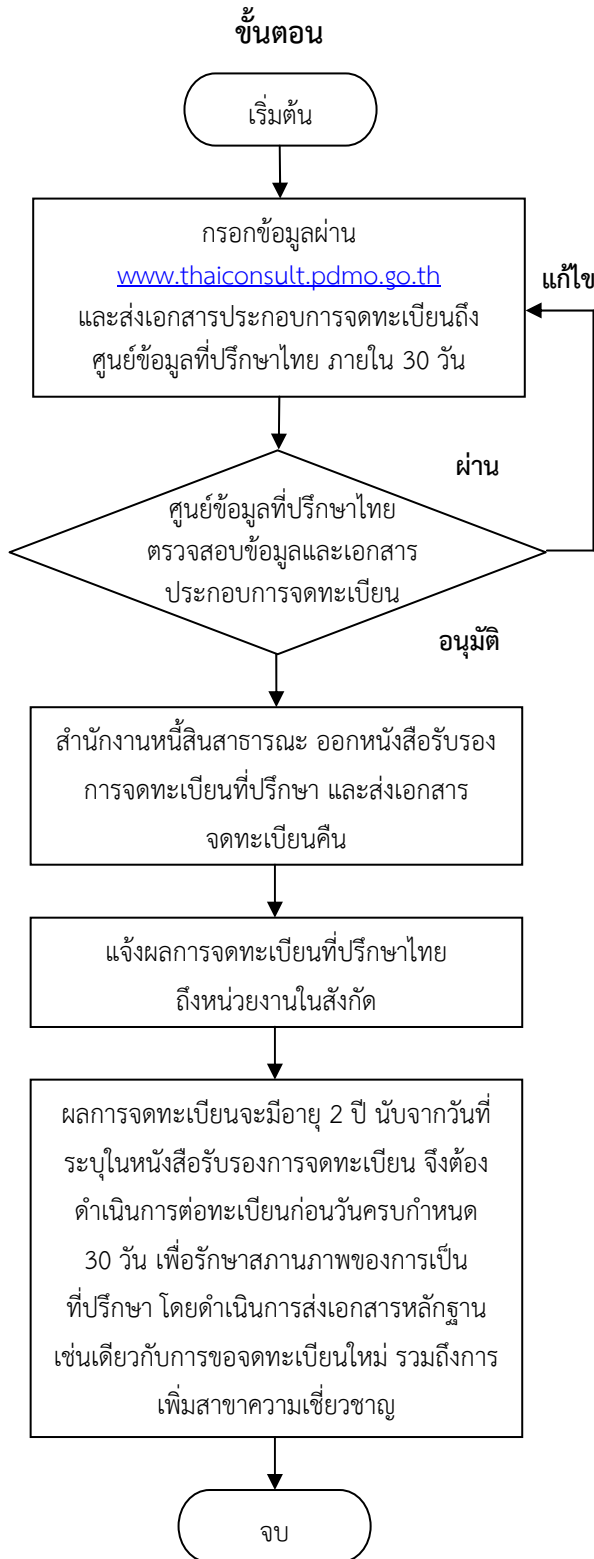 ขั้นตอน
เริ่มต้น
กรอกข้อมูลผ่าน
www.thaiconsult.pdmo.go.th
และส่งเอกสารประกอบการจดทะเบียนถึง
ศูนย์ข้อมูลที่ปรึกษาไทย ภายใน 30 วัน
แก้ไข
ผ่าน
ศูนย์ข้อมูลที่ปรึกษาไทย
ตรวจสอบข้อมูลและเอกสาร
ประกอบการจดทะเบียน
อนุมัติ
สำนักงานหนี้สินสาธารณะ ออกหนังสือรับรอง
การจดทะเบียนที่ปรึกษา และส่งเอกสาร
จดทะเบียนคืน
แจ้งผลการจดทะเบียนที่ปรึกษาไทย
ถึงหน่วยงานในสังกัด
ผลการจดทะเบียนจะมีอายุ 2 ปี นับจากวันที่
ระบุในหนังสือรับรองการจดทะเบียน จึงต้อง
ดำเนินการต่อทะเบียนก่อนวันครบกำหนด
30 วัน เพื่อรักษาสภานภาพของการเป็น
ที่ปรึกษา โดยดำเนินการส่งเอกสารหลักฐาน
เช่นเดียวกับการขอจดทะเบียนใหม่ รวมถึงการ
เพิ่มสาขาความเชี่ยวชาญ
จบ